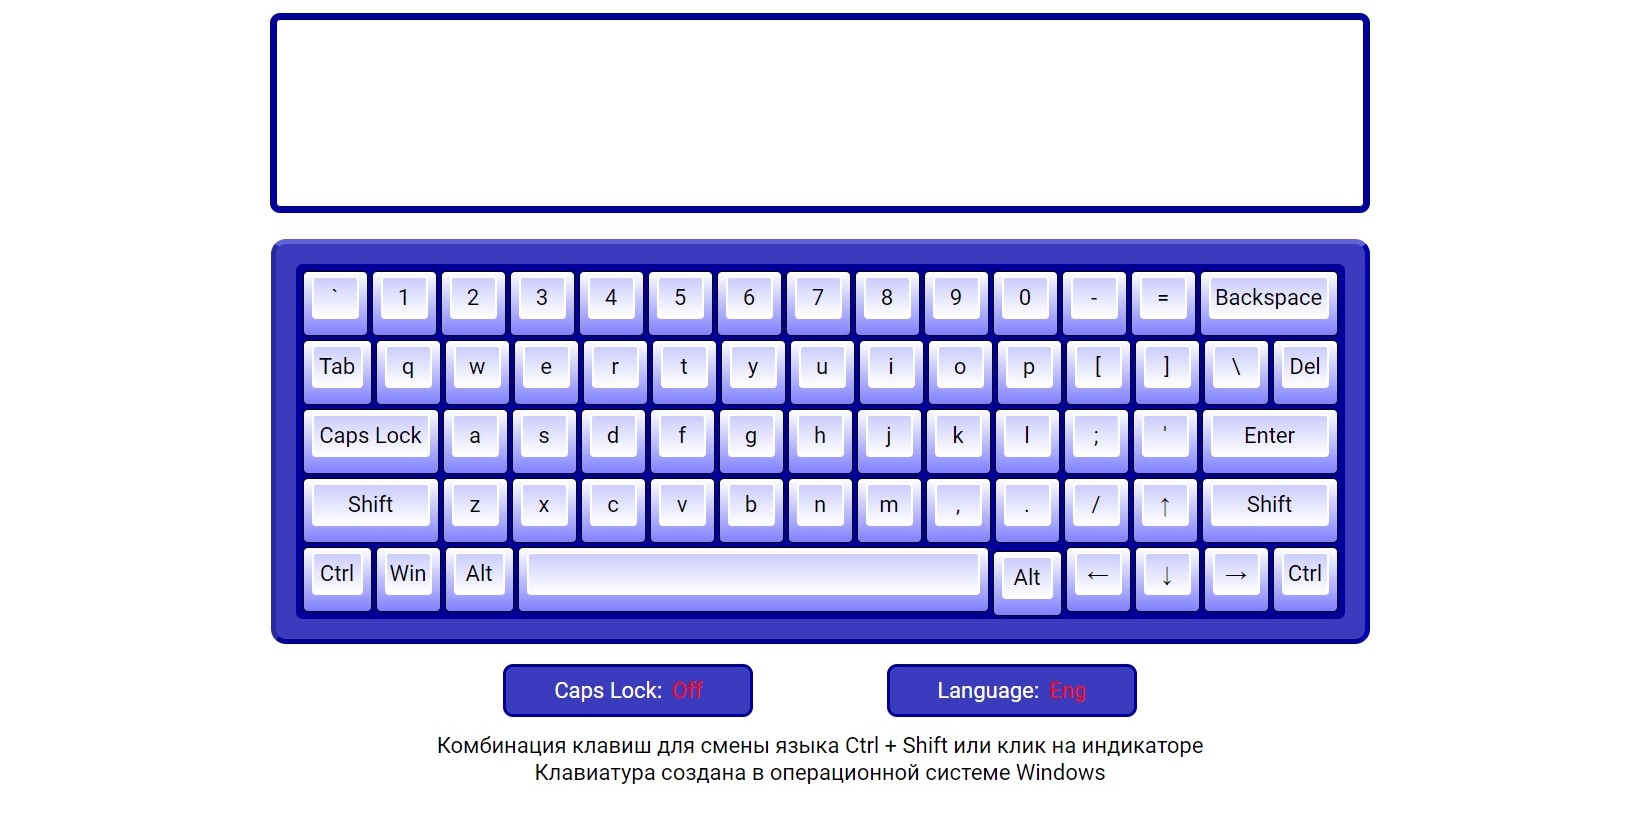 ` 1 2 3 4 5 6 7 8 9 0 - = Backspace
Tab q w e r t y u i o p [ ] \ Del
Caps Lock a s d f g h j k l ; ' Enter
Shift z x c v b n m , . / ↑ Shift
Ctrl Win Alt Alt ← ↓ → Ctrl
Caps Lock: Off Language: Eng
Комбинация клавиш для смены языка Ctrl + Shift или клик на индикаторе
Клавиатура создана в операционной системе Windows